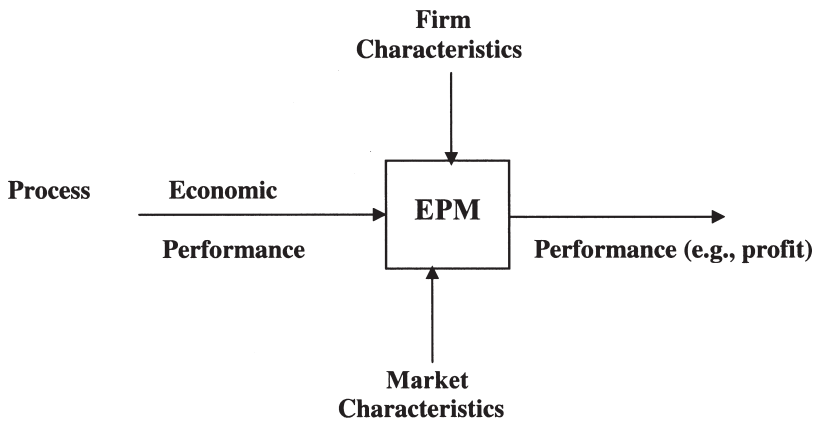 Firm
Characteristics
Process
Economic
EPM
Performance
Performance (e.g., profit)
Market
Characteristics